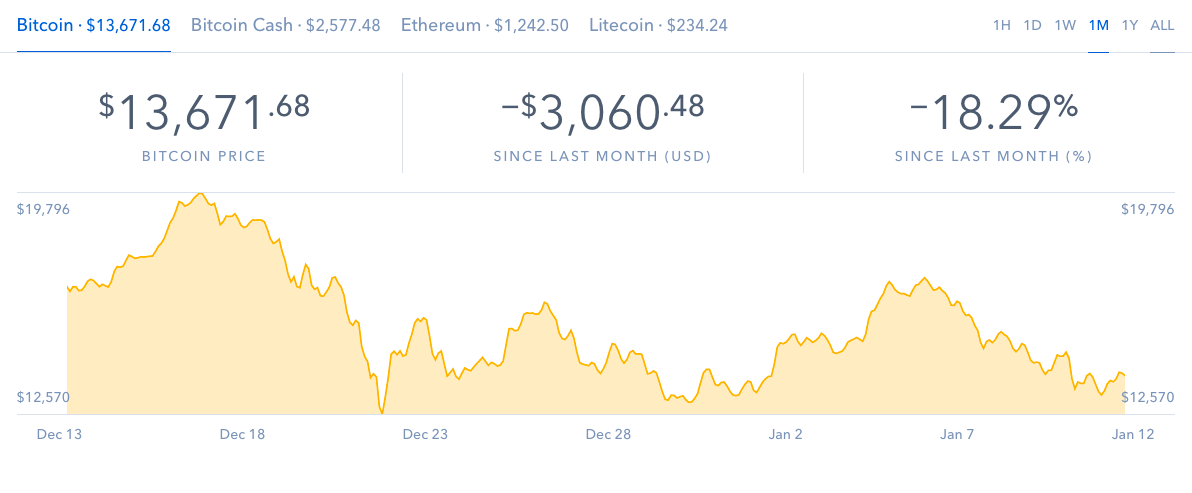 Bitcoin · $13,671.68 Bitcoin Cash · $2,577.48 Ethereum · $1,242.50 Litecoin · $234.24 1H 1D 1W 1M 1Y ALL
$13,671.68 −$3,060.48 −18.29%
BITCOIN PRICE SINCE LAST MONTH (USD) SINCE LAST MONTH (%)
$19,796 $19,796
$12,570 $12,570
Dec 13 Dec 18 Dec 23 Dec 28 Jan 2 Jan 7 Jan 12